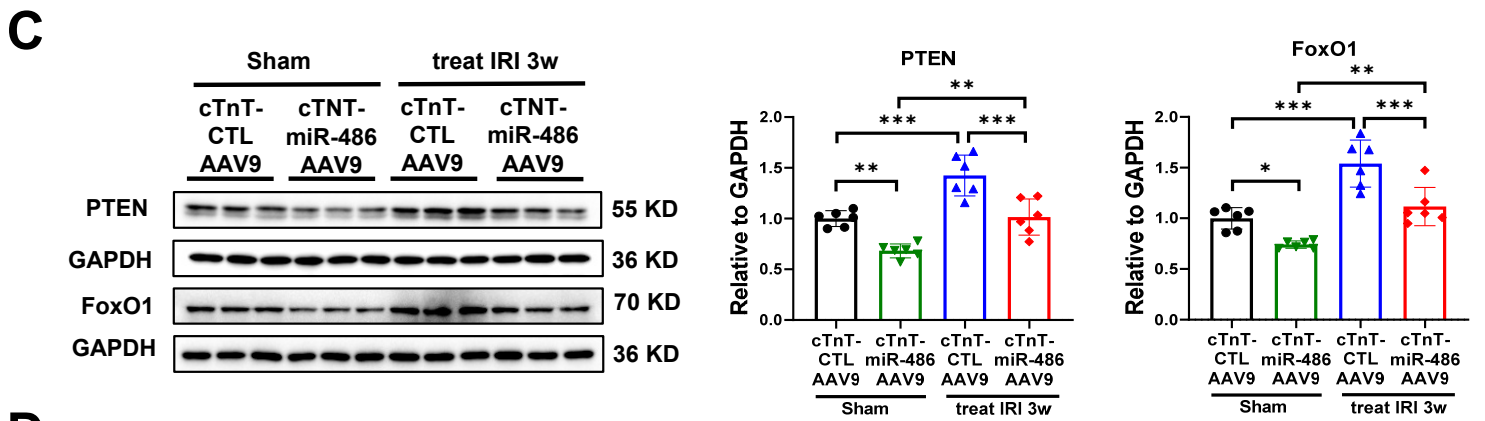 C
Sham
treat IRI 3w
cTnT-
CTL
AAV9
cTNT-
miR-486
AAV9
cTnT-
CTL
AAV9
cTNT-
miR-486
AAV9
PTEN
55 KD
GAPDH
36 KD
FoxO1
70 KD
GAPDH
36 KD
PTEN
**
*** ***
**
Relative to GAPDH
2.0
1.5
1.0
0.5
0.0
cTnT-
CTL
AAV9
cTnT-
miR-486
AAV9
cTnT-
CTL
AAV9
cTnT-
miR-486
AAV9
Sham
treat IRI 3w
FoxO1
**
*** ***
*
Relative to GAPDH
2.0
1.5
1.0
0.5
0.0
cTnT-
CTL
AAV9
cTnT-
miR-486
AAV9
cTnT-
CTL
AAV9
cTnT-
miR-486
AAV9
Sham
treat IRI 3w